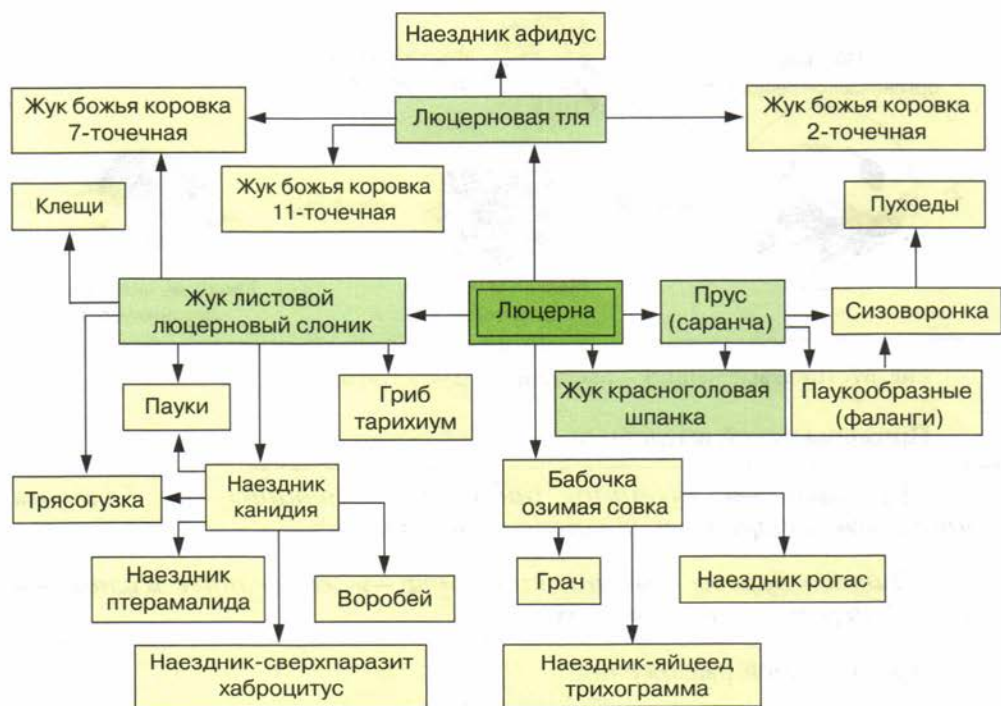 Наездник афидус
Жук божья коровка
7-точечная
Люцерновая тля
Жук божья коровка
2-точечная
Жук божья коровка
11-точечная
Клещи
Пухоеды
Жук листовой
люцерновый слоник
Люцерна
Прус
(саранча)
Сизоворонка
Пауки
Гриб
тарихиум
Жук красноголовая
шпанка
Паукообразные
(фаланги)
Трясогузка
Наездник
канидия
Бабочка
озимая совка
Наездник
птерамалида
Воробей
Грач
Наездник рогас
Наездник-сверхпаразит
хаброцитус
Наездник-яйцеед
трихограмма